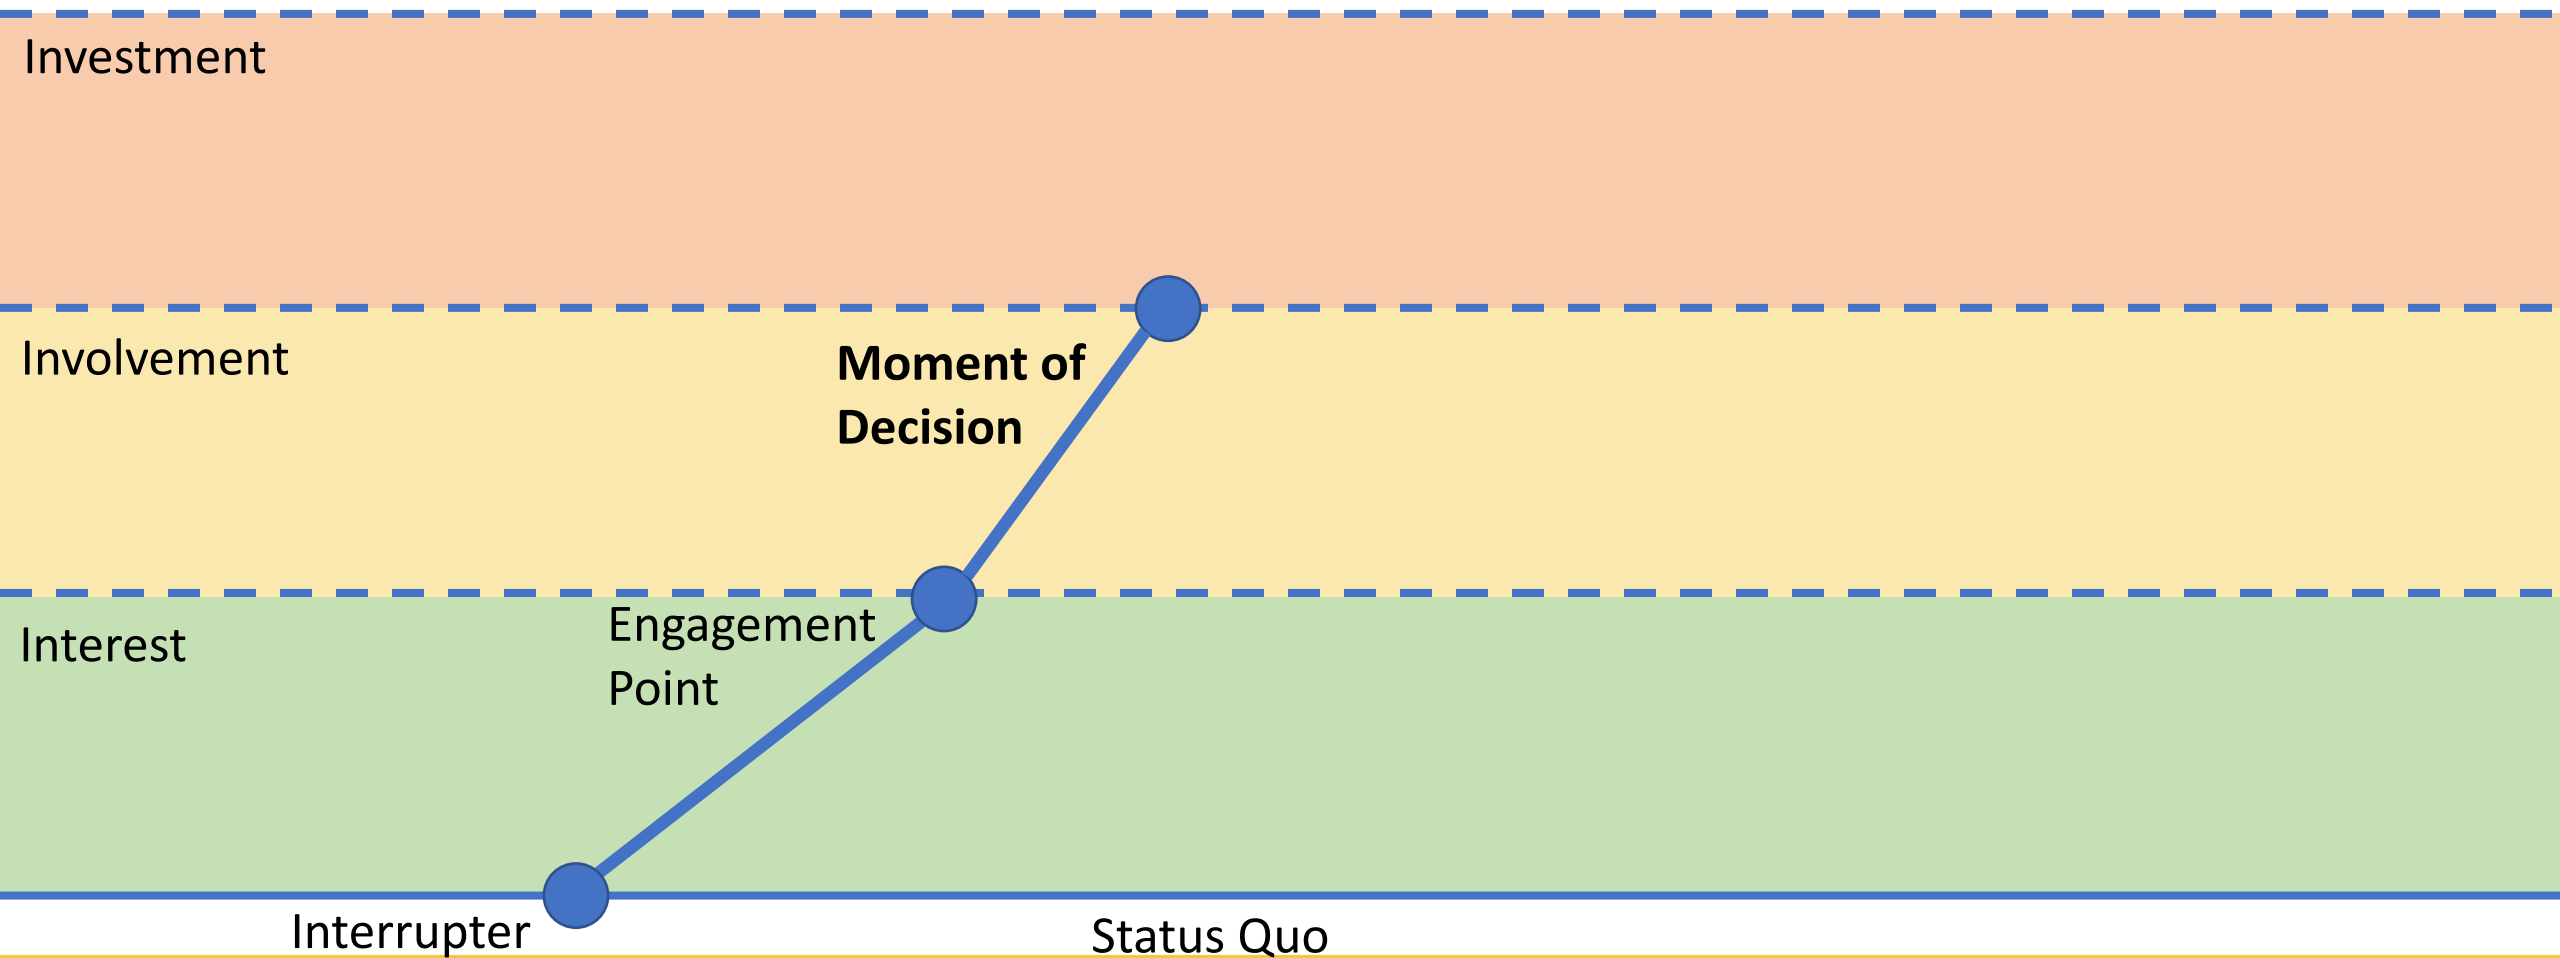 Investment
Involvement
Moment of
Decision
Interest
Engagement
Point
Interrupter
Status Quo